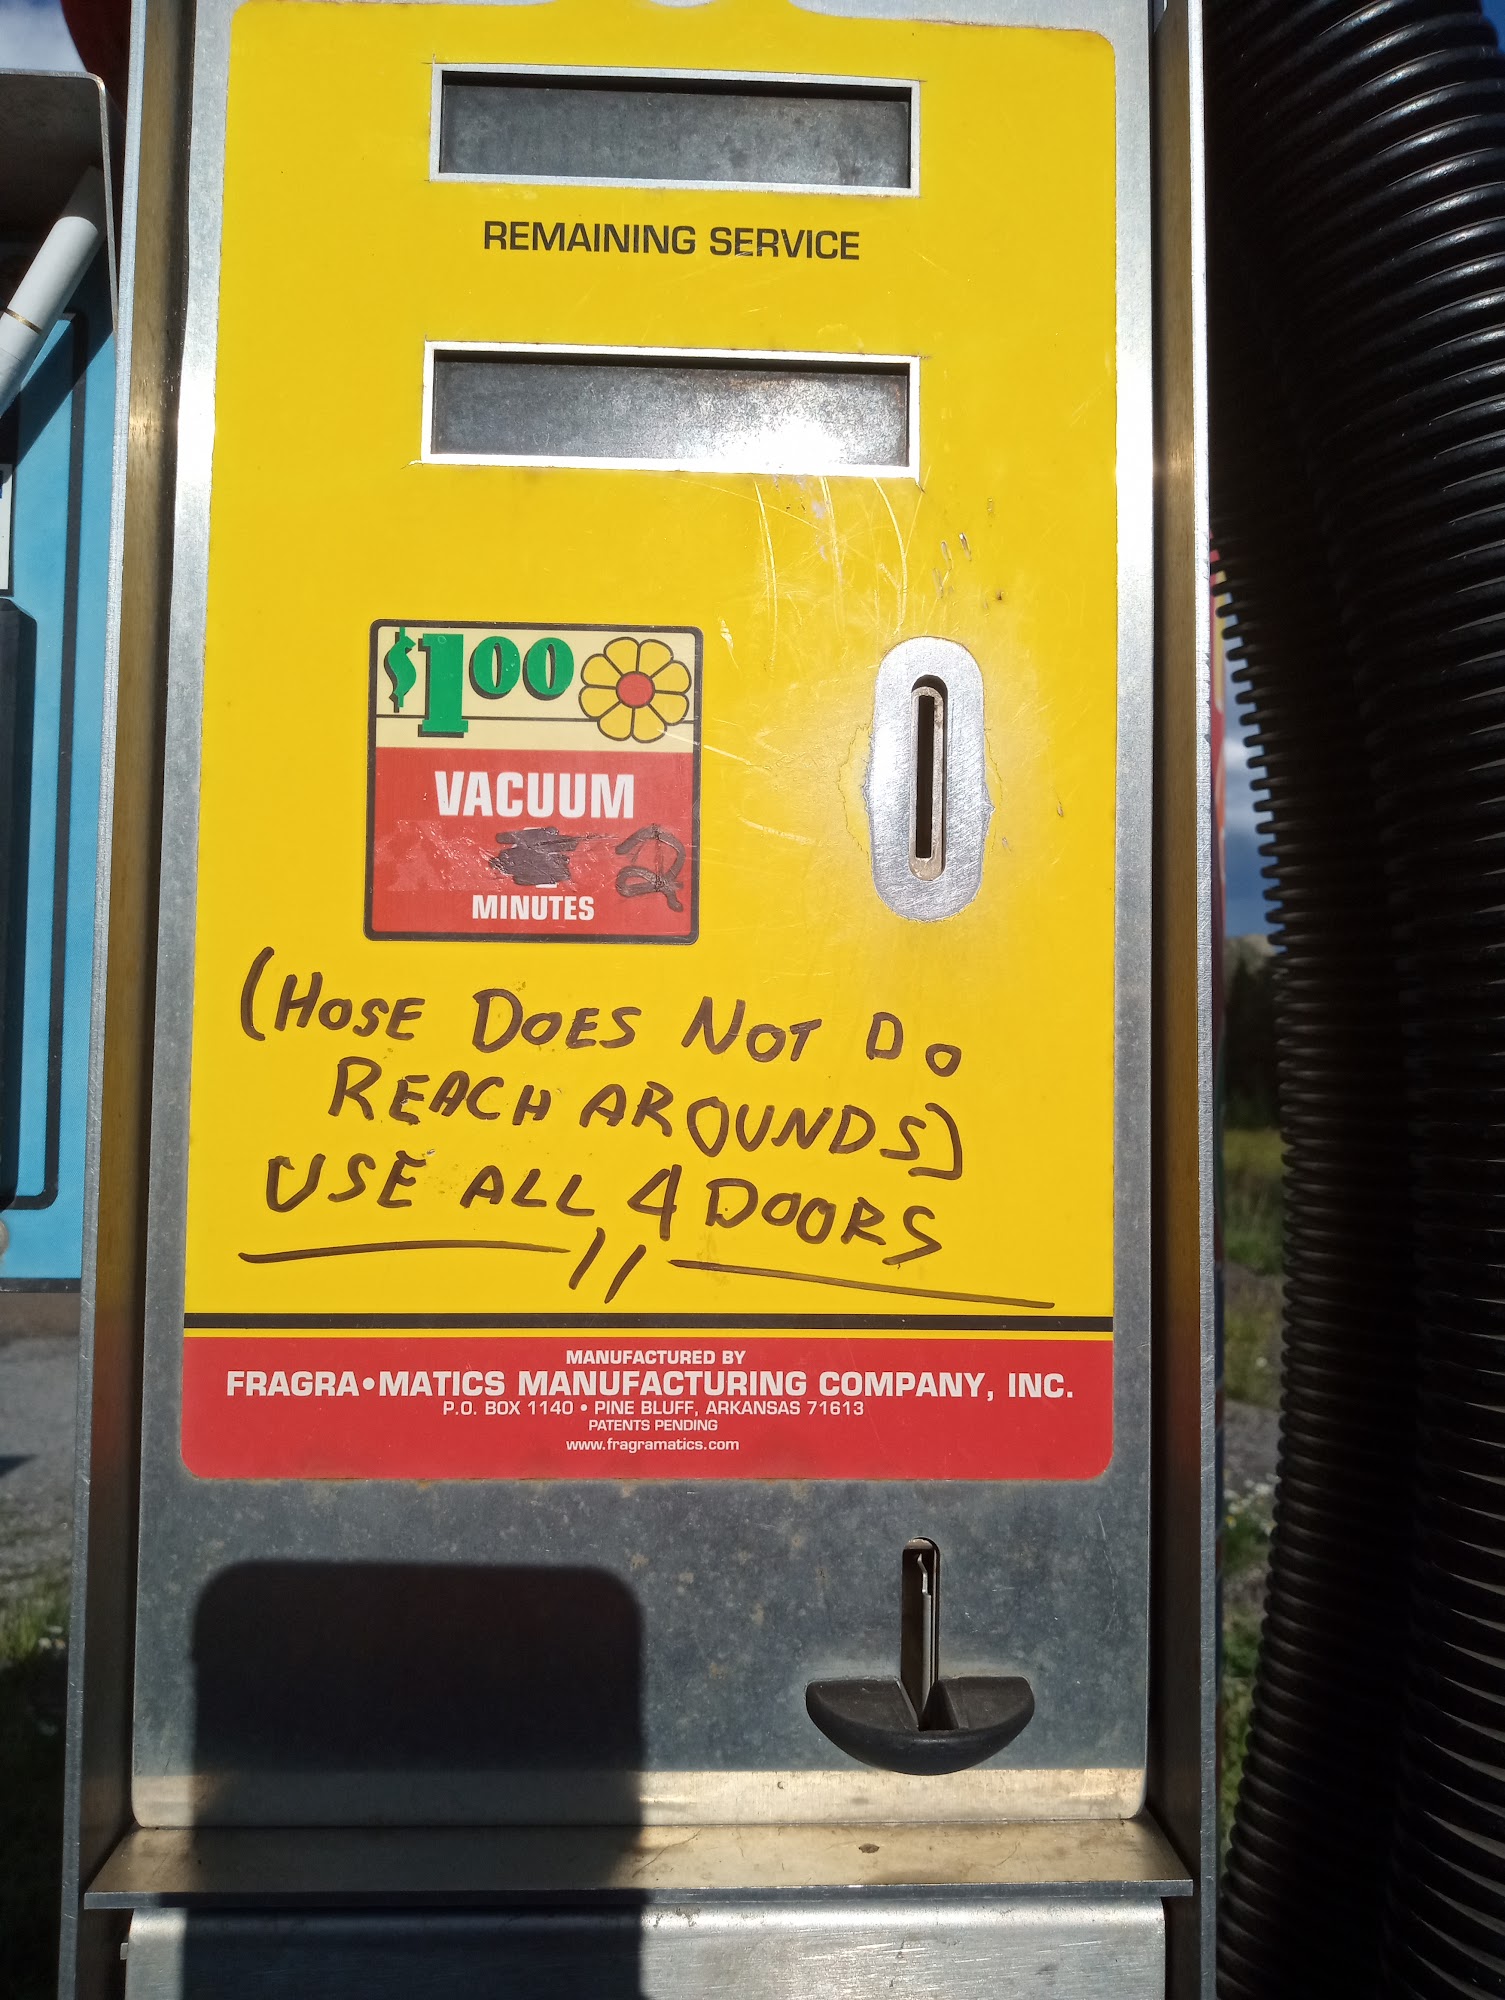 REMAINING SERVICE
$1.00
VACUUM
2
MINUTES
(HOSE DOES NOT DO
REACH AROUNDS)
USE ALL 4 DOORS
MANUFACTURED BY
FRAGRA•MATICS MANUFACTURING COMPANY, INC.
P.O. BOX 1140 • PINE BLUFF, ARKANSAS 71613
PATENTS PENDING
www.fragramatics.com